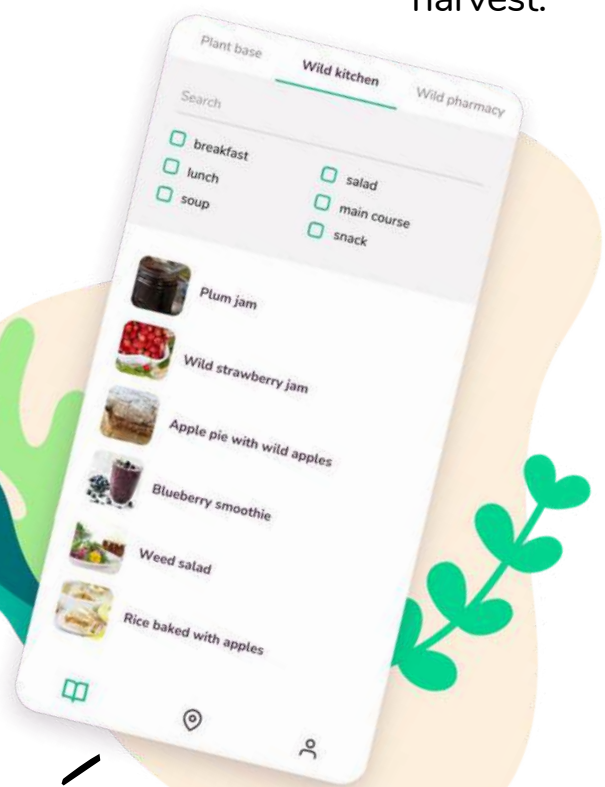 harvest.
Plant base
Wild kitchen
Wild pharmacy
Search
breakfast
lunch
soup
salad
main course
snack
Plum jam
Wild strawberry jam
Apple pie with wild apples
Blueberry smoothie
Weed salad
Rice baked with apples